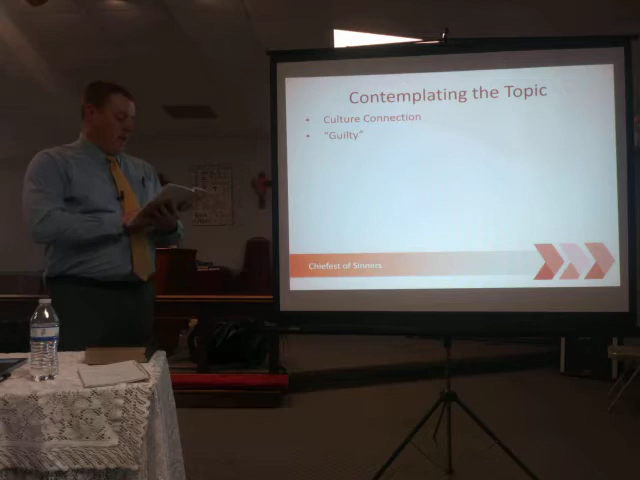 Contemplating the Topic
• Culture Connection
• “Guilty”
Chiefest of Sinners